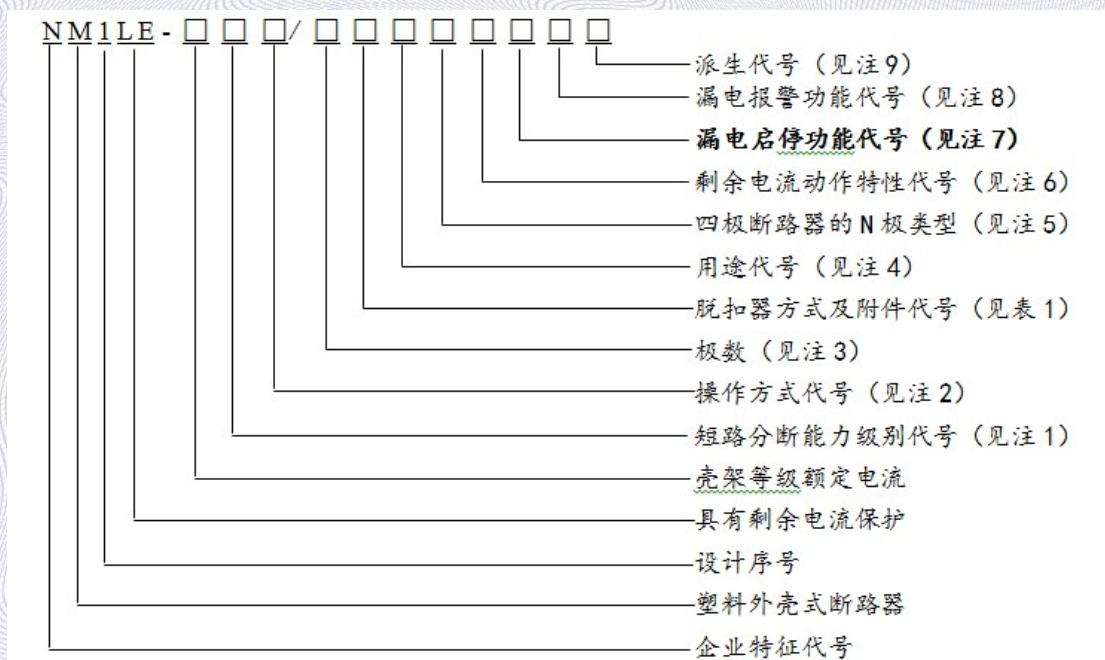 NM1LE-□□□/□□□□□□□□
派生代号（见注9）
漏电报警功能代号（见注8）
漏电启停功能代号（见注7）
剩余电流动作特性代号（见注6）
四极断路器的N极类型（见注5）
用途代号（见注4）
脱扣器方式及附件代号（见表1）
极数（见注3）
操作方式代号（见注2）
短路分断能力级别代号（见注1）
壳架等级额定电流
具有剩余电流保护
设计序号
塑料外壳式断路器
企业特征代号